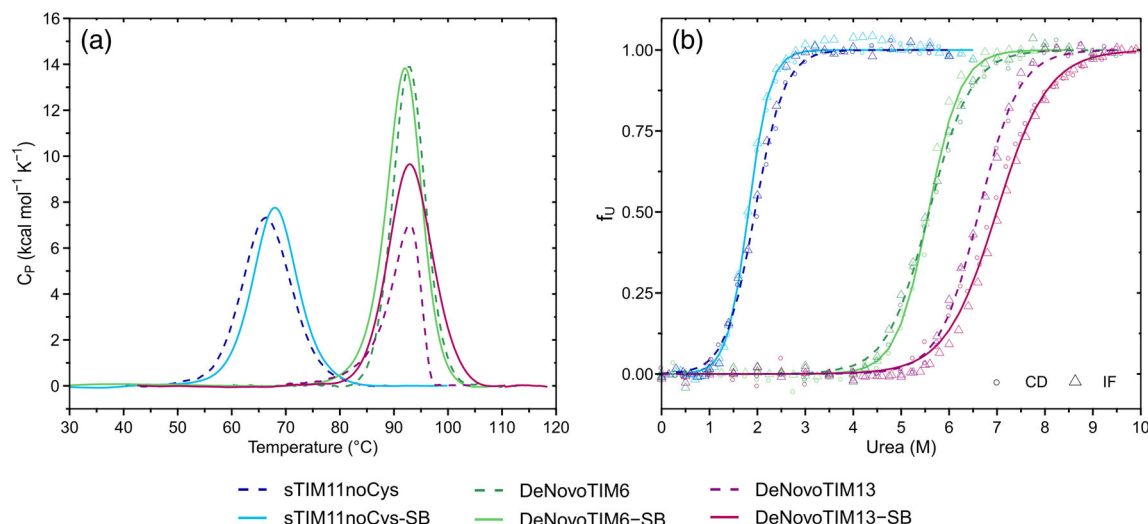 (a)
Cₚ (kcal mol⁻¹ K⁻¹)
16
14
12
10
8
6
4
2
0
30 40 50 60 70 80 90 100 110 120
Temperature (°C)
(b)
fᵤ
1.00
0.75
0.50
0.25
0.00
CD IF
0 1 2 3 4 5 6 7 8 9 10
Urea (M)
sTIM11noCys DeNovoTIM6 DeNovoTIM13
sTIM11noCys-SB DeNovoTIM6−SB DeNovoTIM13−SB